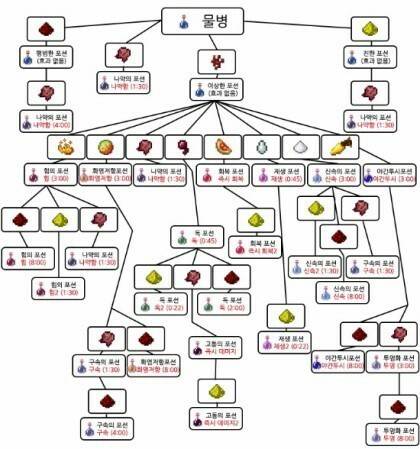 물병
평범한 포션
(효과 없음)
나약의 포션
나약함 (1:30)
이상한 포션
(효과 없음)
진한 포션
(효과 없음)
나약의 포션
나약함 (4:00)
나약의 포션
나약함 (1:30)
힘의 포션
힘 (3:00)
화염저항포션
화염저항 (3:00)
나약의 포션
나약함 (1:30)
회복 포션
즉시 회복
재생 포션
재생 (0:45)
신속의 포션
신속 (3:00)
야간투시포션
야간투시 (3:00)
독 포션
독 (0:45)
회복 포션
즉시 회복2
힘의 포션
힘 (8:00)
나약의 포션
나약함 (1:30)
힘의 포션
힘2 (1:30)
신속의 포션
신속2 (1:30)
구속의 포션
구속 (1:30)
신속의 포션
신속 (8:00)
독 포션
독2 (0:22)
독 포션
독 (2:00)
고통의 포션
즉시 데미지
재생 포션
재생2 (0:22)
구속의 포션
구속 (1:30)
화염저항포션
화염저항 (8:00)
야간투시포션
야간투시 (8:00)
투명화 포션
투명 (3:00)
고통의 포션
즉시 데미지2
구속의 포션
구속 (4:00)
투명화 포션
투명 (8:00)